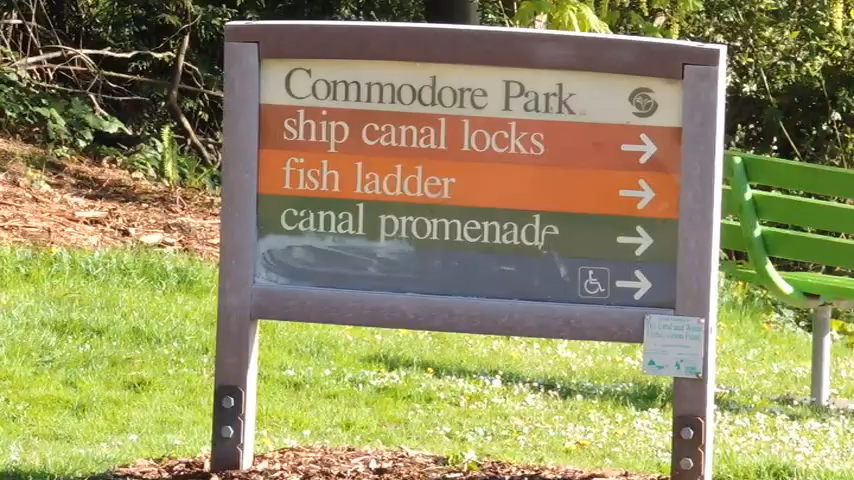 Commodore Park
ship canal locks
fish ladder
canal promenade